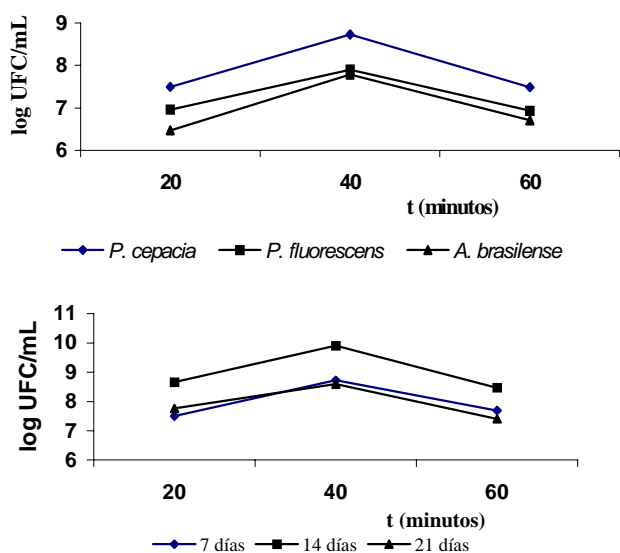 log UFC/mL
9
8
7
6
20 40 60
t (minutos)
P. cepacia P. fluorescens A. brasilense
log UFC/mL
11
10
9
8
7
6
20 40 60
t (minutos)
7 días 14 días 21 días